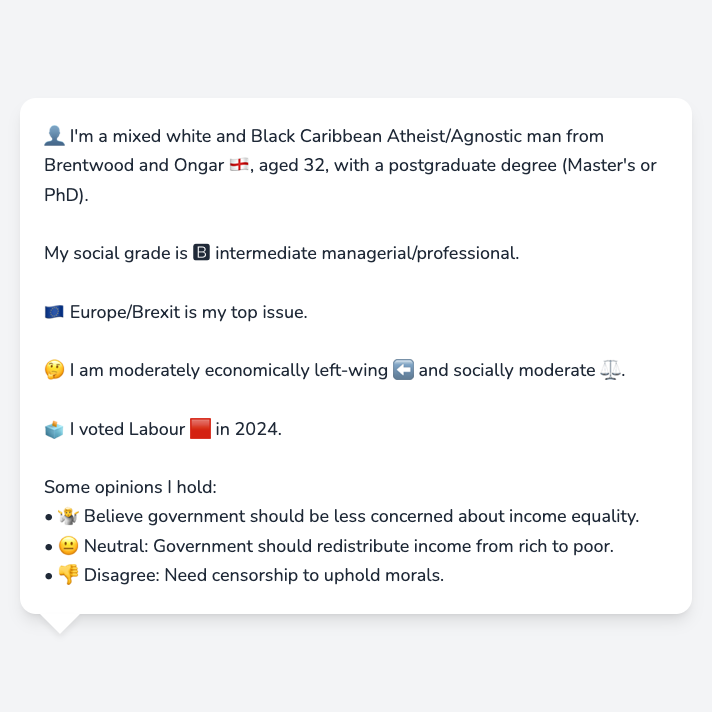 👤 I'm a mixed white and Black Caribbean Atheist/Agnostic man from
Brentwood and Ongar 🏴󠁧󠁢󠁥󠁮󠁧󠁿, aged 32, with a postgraduate degree (Master's or
PhD).
My social grade is 🅱 intermediate managerial/professional.
🇪🇺 Europe/Brexit is my top issue.
🤔 I am moderately economically left-wing ⬅️ and socially moderate ⚖️.
🗳️ I voted Labour 🟥 in 2024.
Some opinions I hold:
• 🤷 Believe government should be less concerned about income equality.
• 😐 Neutral: Government should redistribute income from rich to poor.
• 👎 Disagree: Need censorship to uphold morals.